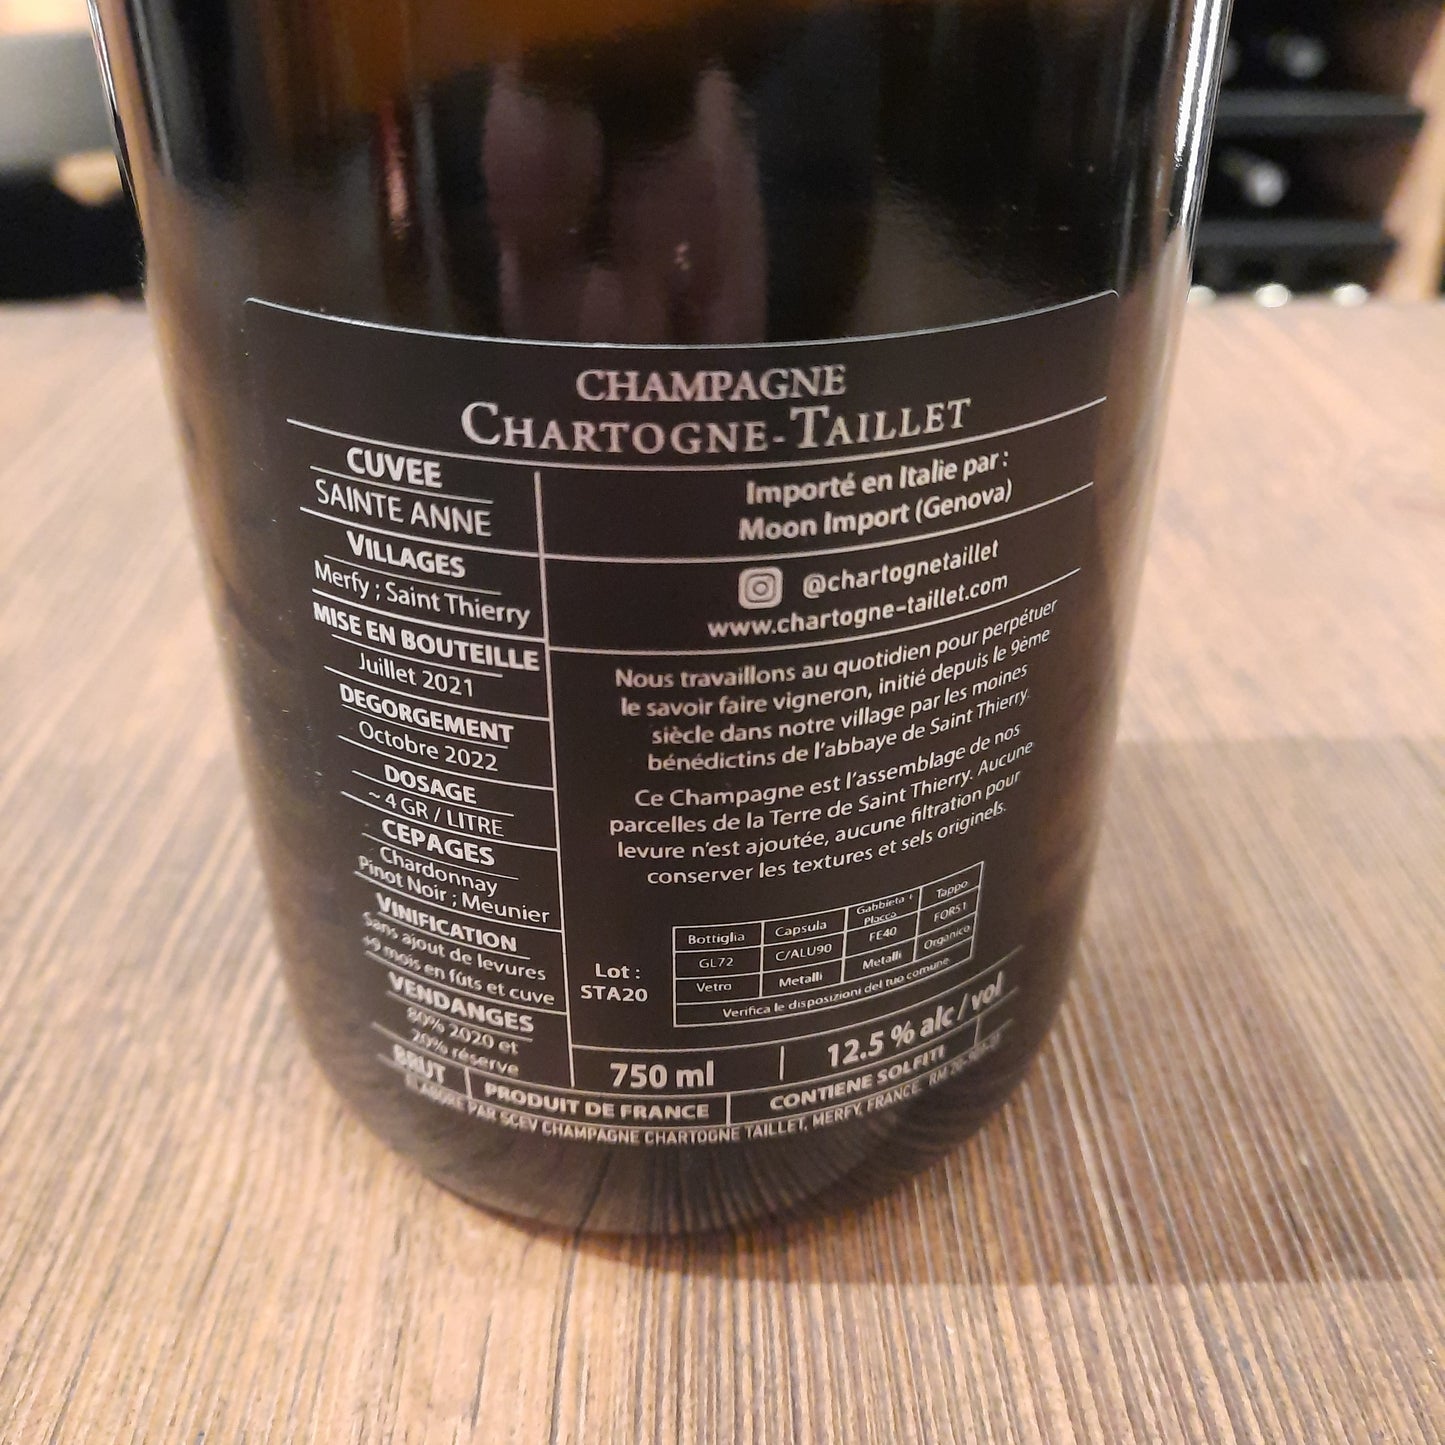 CHAMPAGNE
CHARTOGNE-TAILLET
CUVEE
SAINTE ANNE
VILLAGES
Merfy ; Saint Thierry
MISE EN BOUTEILLE
Juillet 2021
DEGORGEMENT
Octobre 2022
DOSAGE
~ 4 GR / LITRE
CEPAGES
Chardonnay
Pinot Noir ; Meunier
VINIFICATION
Sans ajout de levures
mois en fûts et cuve
VENDANGES
80% 2020 et
20% réserve
Importé en Italie par :
Moon Import (Genova)
@chartognetaillet
www.chartogne-taillet.com
Nous travaillons au quotidien pour perpétuer
le savoir faire vigneron, initié depuis le 9ème
siècle dans notre village par les moines
bénédictins de l'abbaye de Saint Thierry.
Ce Champagne est l'assemblage de nos
parcelles de la Terre de Saint Thierry. Aucune
levure n'est ajoutée, aucune filtration pour
conserver les textures et sels originels.
Lot :
STA20
Bottiglia Capsula Gabbieta + Placca Tappo
GL72 C/ALU90 FE40 FOR51
Vetro Metalli Metalli Organico
Verifica le disposizioni del tuo comune
750 ml 12.5 % alc / vol
BRUT PRODUIT DE FRANCE CONTIENE SOLFITI
ELABORÉ PAR SCEV CHAMPAGNE CHARTOGNE TAILLET, MERFY, FRANCE RM